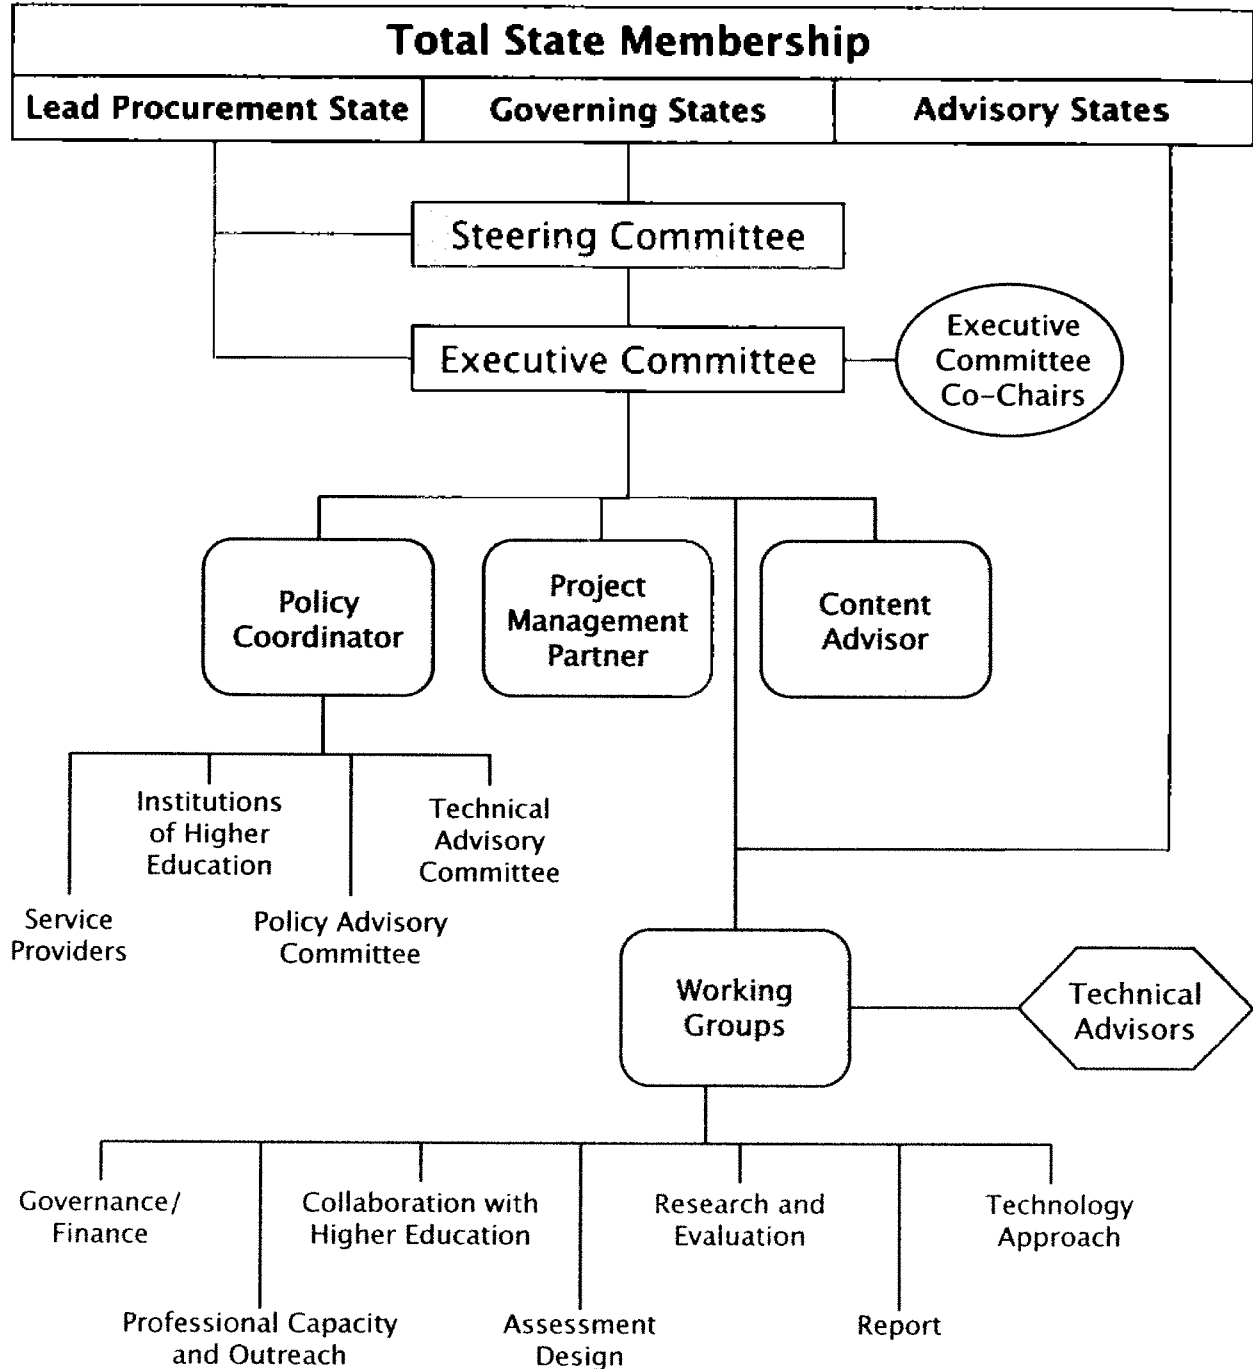 Total State Membership
Lead Procurement State
Governing States
Advisory States
Steering Committee
Executive Committee
Executive
Committee
Co-Chairs
Policy
Coordinator
Project
Management
Partner
Content
Advisor
Institutions
of Higher
Education
Technical
Advisory
Committee
Service
Providers
Policy Advisory
Committee
Working
Groups
Technical
Advisors
Governance/
Finance
Collaboration with
Higher Education
Research and
Evaluation
Technology
Approach
Professional Capacity
and Outreach
Assessment
Design
Report